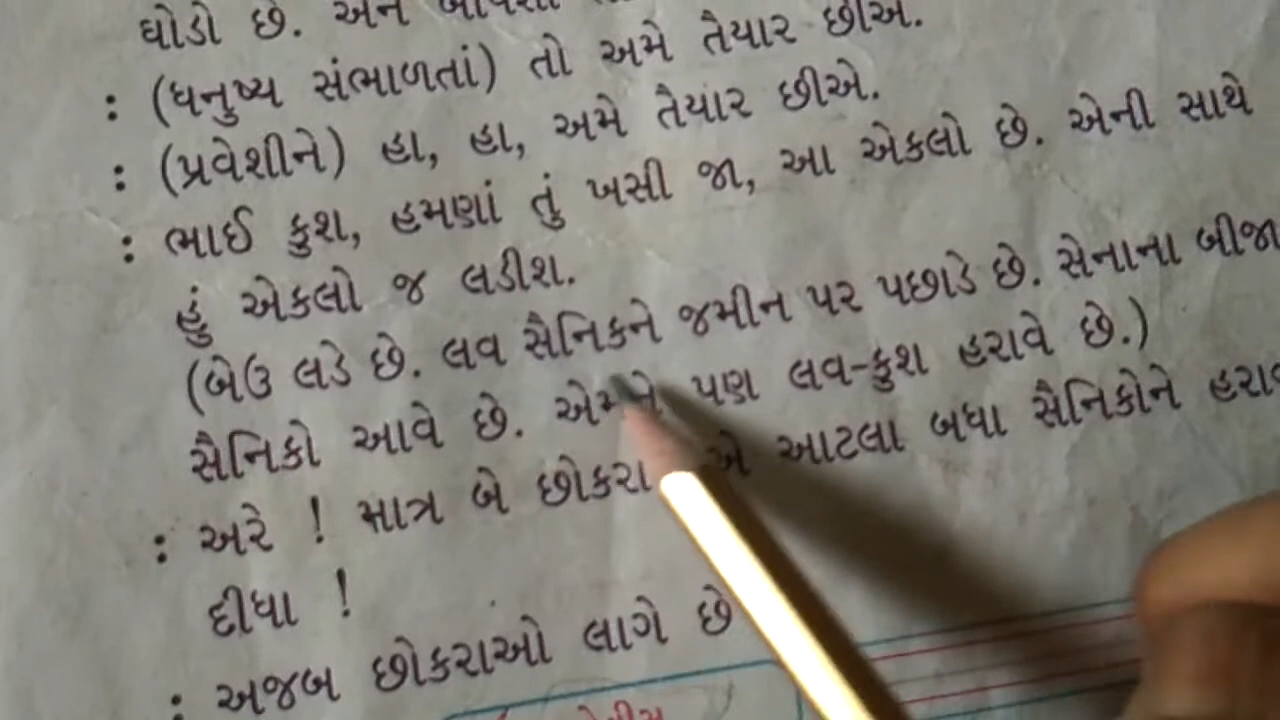 ઘોડો છે. અને
: (ધનુષ્ય સંભાળતાં) તો અમે તૈયાર છીએ.
: (પ્રવેશીને) હા, હા, અમે તૈયાર છીએ.
: ભાઈ કુશ, હમણાં તું ખસી જા, આ એકલો છે. એની સાથે
હું એકલો જ લડીશ.
(બેઉ લડે છે. લવ સૈનિકને જમીન પર પછાડે છે. સેનાના બીજા
સૈનિકો આવે છે. એમને પણ લવ-કુશ હરાવે છે.)
: અરે ! માત્ર બે છોકરા એ આટલા બધા સૈનિકોને
દીધા !
: અજબ છોકરાઓ લાગે છે